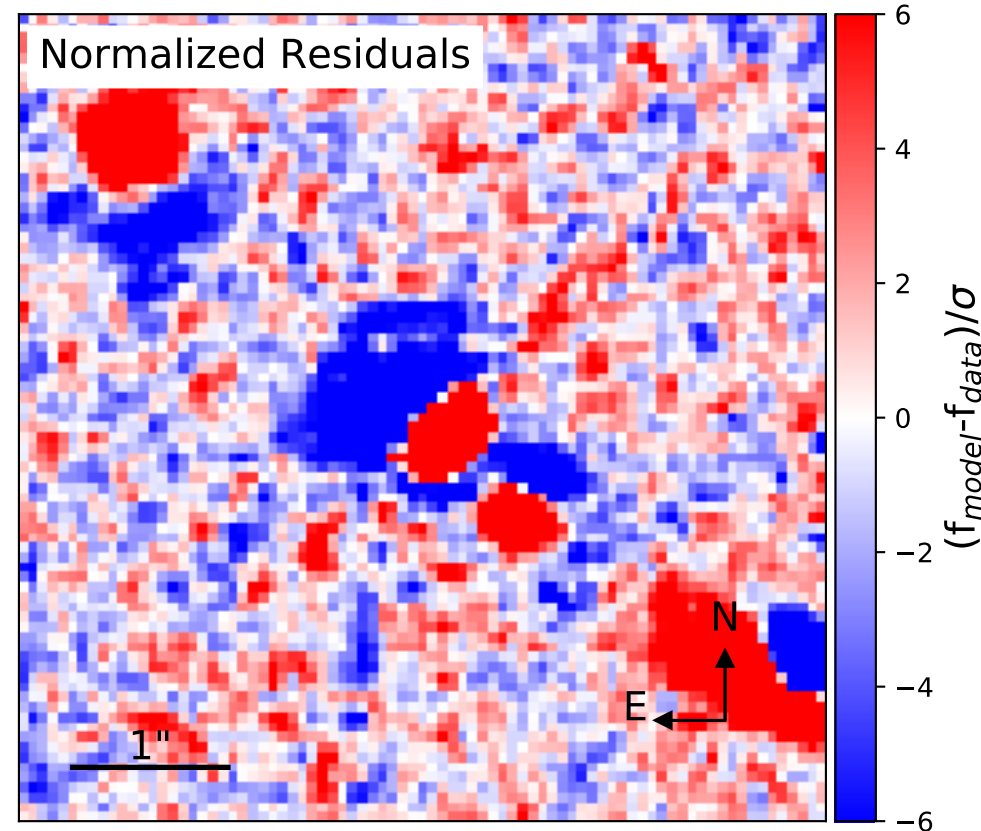 Normalized Residuals
6
4
2
0
−2
−4
−6
(f_model-f_data)/σ
N
E
1"